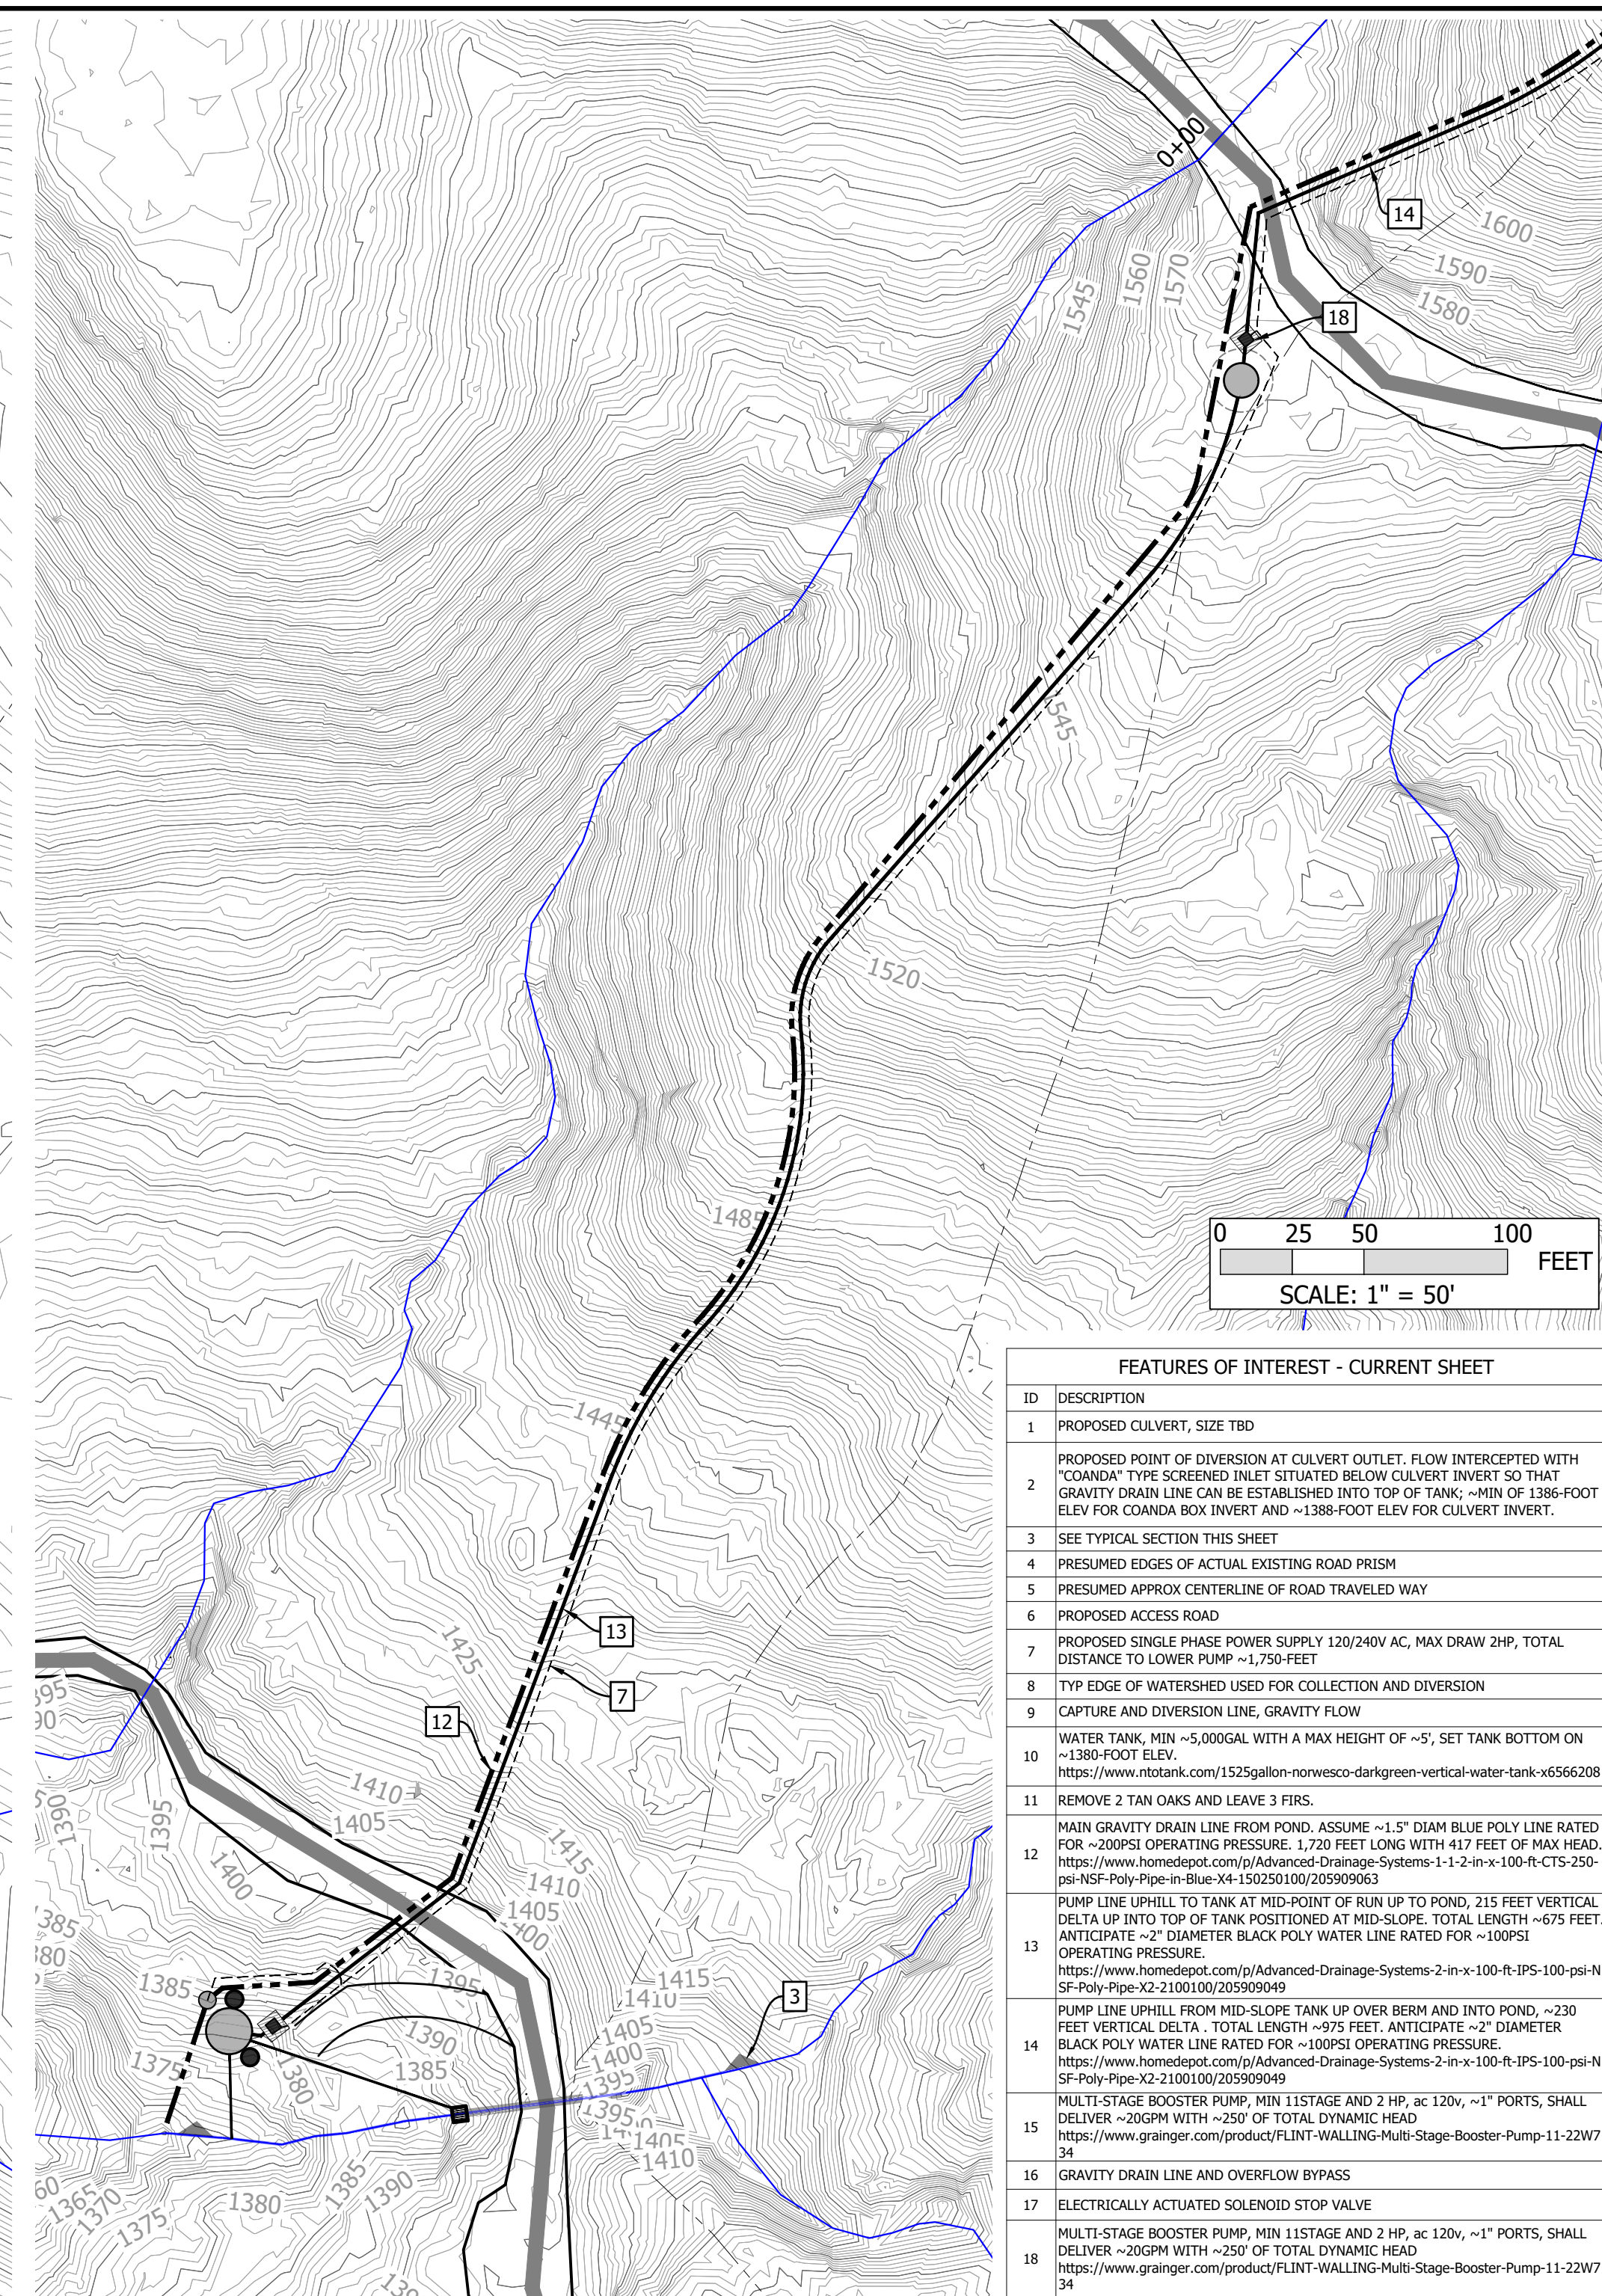 0+00
14
1600
1590
1580
1545
1560
1570
18
545
1520
1485
0 25 50 100
FEET
SCALE: 1" = 50'
1445
13
1425
7
12
1410
1405
1395
1390
1400
1415
1410
1405
1385
1385
1395
1415
1410
3
1405
1390
1400
1375
1380
1385
1395
1395
1405
1410
1385
1390
1380
1365
1370
1375
FEATURES OF INTEREST - CURRENT SHEET
ID DESCRIPTION
1 PROPOSED CULVERT, SIZE TBD
2 PROPOSED POINT OF DIVERSION AT CULVERT OUTLET. FLOW INTERCEPTED WITH
"COANDA" TYPE SCREENED INLET SITUATED BELOW CULVERT INVERT SO THAT
GRAVITY DRAIN LINE CAN BE ESTABLISHED INTO TOP OF TANK; ~MIN OF 1386-FOOT
ELEV FOR COANDA BOX INVERT AND ~1388-FOOT ELEV FOR CULVERT INVERT.
3 SEE TYPICAL SECTION THIS SHEET
4 PRESUMED EDGES OF ACTUAL EXISTING ROAD PRISM
5 PRESUMED APPROX CENTERLINE OF ROAD TRAVELED WAY
6 PROPOSED ACCESS ROAD
7 PROPOSED SINGLE PHASE POWER SUPPLY 120/240V AC, MAX DRAW 2HP, TOTAL
DISTANCE TO LOWER PUMP ~1,750-FEET
8 TYP EDGE OF WATERSHED USED FOR COLLECTION AND DIVERSION
9 CAPTURE AND DIVERSION LINE, GRAVITY FLOW
10 WATER TANK, MIN ~5,000GAL WITH A MAX HEIGHT OF ~5', SET TANK BOTTOM ON
~1380-FOOT ELEV.
https://www.ntotank.com/1525gallon-norwesco-darkgreen-vertical-water-tank-x6566208
11 REMOVE 2 TAN OAKS AND LEAVE 3 FIRS.
12 MAIN GRAVITY DRAIN LINE FROM POND. ASSUME ~1.5" DIAM BLUE POLY LINE RATED
FOR ~200PSI OPERATING PRESSURE. 1,720 FEET LONG WITH 417 FEET OF MAX HEAD.
https://www.homedepot.com/p/Advanced-Drainage-Systems-1-1-2-in-x-100-ft-CTS-250-
psi-NSF-Poly-Pipe-in-Blue-X4-150250100/205909063
13 PUMP LINE UPHILL TO TANK AT MID-POINT OF RUN UP TO POND, 215 FEET VERTICAL
DELTA UP INTO TOP OF TANK POSITIONED AT MID-SLOPE. TOTAL LENGTH ~675 FEET.
ANTICIPATE ~2" DIAMETER BLACK POLY WATER LINE RATED FOR ~100PSI
OPERATING PRESSURE.
https://www.homedepot.com/p/Advanced-Drainage-Systems-2-in-x-100-ft-IPS-100-psi-N
SF-Poly-Pipe-X2-2100100/205909049
14 PUMP LINE UPHILL FROM MID-SLOPE TANK UP OVER BERM AND INTO POND, ~230
FEET VERTICAL DELTA . TOTAL LENGTH ~975 FEET. ANTICIPATE ~2" DIAMETER
BLACK POLY WATER LINE RATED FOR ~100PSI OPERATING PRESSURE.
https://www.homedepot.com/p/Advanced-Drainage-Systems-2-in-x-100-ft-IPS-100-psi-N
SF-Poly-Pipe-X2-2100100/205909049
15 MULTI-STAGE BOOSTER PUMP, MIN 11STAGE AND 2 HP, ac 120v, ~1" PORTS, SHALL
DELIVER ~20GPM WITH ~250' OF TOTAL DYNAMIC HEAD
https://www.grainger.com/product/FLINT-WALLING-Multi-Stage-Booster-Pump-11-22W7
34
16 GRAVITY DRAIN LINE AND OVERFLOW BYPASS
17 ELECTRICALLY ACTUATED SOLENOID STOP VALVE
18 MULTI-STAGE BOOSTER PUMP, MIN 11STAGE AND 2 HP, ac 120v, ~1" PORTS, SHALL
DELIVER ~20GPM WITH ~250' OF TOTAL DYNAMIC HEAD
https://www.grainger.com/product/FLINT-WALLING-Multi-Stage-Booster-Pump-11-22W7
34